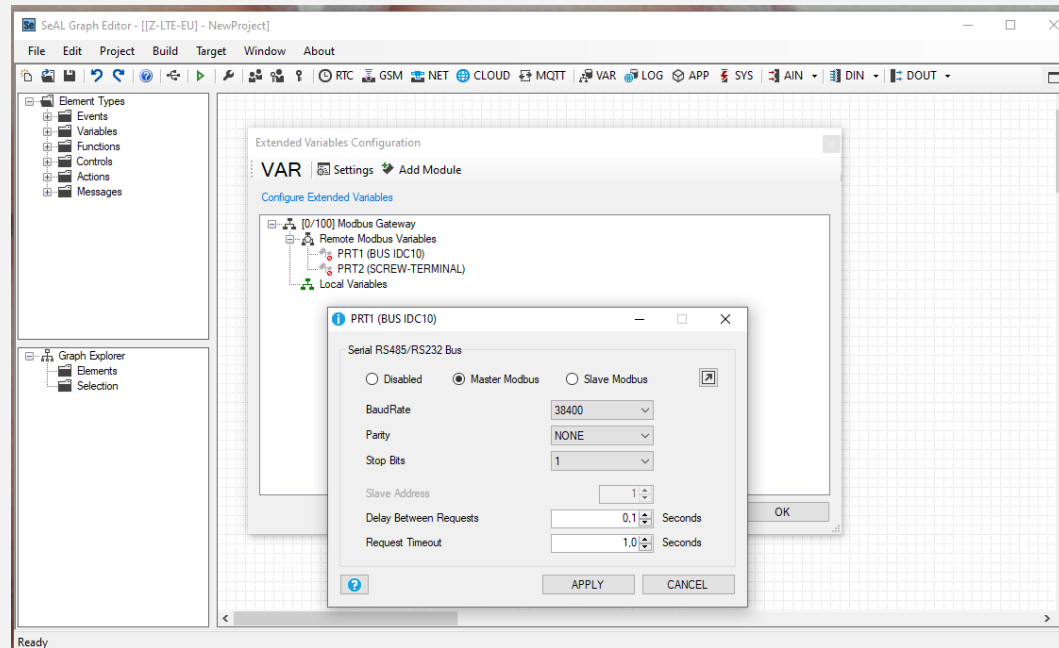 Se SeAL Graph Editor - [[Z-LTE-EU] - NewProject]
File Edit Project Build Target Window About
RTC GSM NET CLOUD MQTT VAR LOG APP SYS AIN DIN DOUT
Element Types
Events
Variables
Functions
Controls
Actions
Messages
Graph Explorer
Elements
Selection
Extended Variables Configuration
VAR Settings Add Module
Configure Extended Variables
[0/100] Modbus Gateway
Remote Modbus Variables
PRT1 (BUS IDC10)
PRT2 (SCREW-TERMINAL)
Local Variables
OK
PRT1 (BUS IDC10)
Serial RS485/RS232 Bus
Disabled Master Modbus Slave Modbus
BaudRate 38400
Parity NONE
Stop Bits 1
Slave Address 1
Delay Between Requests 0,1 Seconds
Request Timeout 1,0 Seconds
APPLY CANCEL
Ready